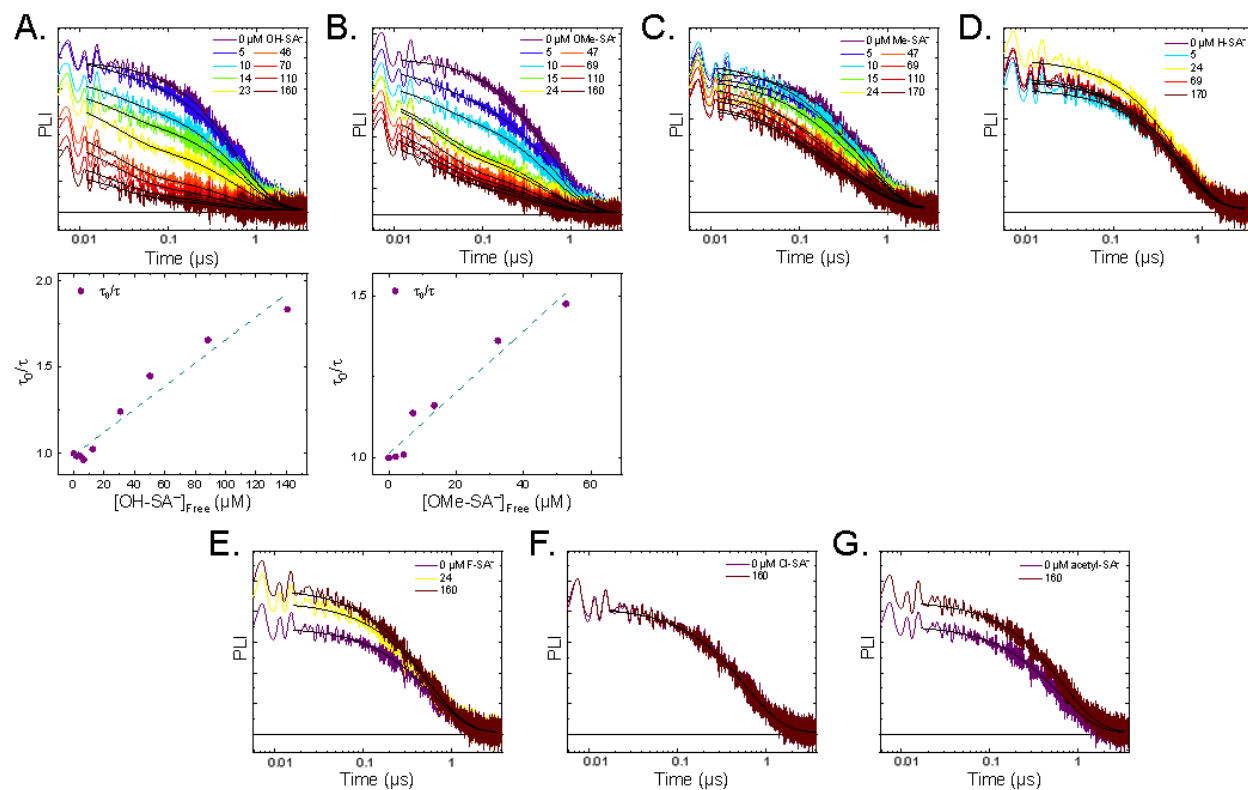 A.
PLI
0 µM OH-SA⁻
5 46
10 70
14 110
23 160
0.01 0.1 1
Time (µs)
B.
PLI
0 µM OMe-SA⁻
5 47
10 69
15 110
24 160
0.01 0.1 1
Time (µs)
C.
PLI
0 µM Me-SA⁻
5 47
10 69
15 110
24 170
0.01 0.1 1
Time (µs)
D.
PLI
0 µM H-SA⁻
5
24
69
170
0.01 0.1 1
Time (µs)
τ₀/τ
2.0
1.5
1.0
τ₀/τ
0 20 40 60 80 100 120 140
[OH-SA⁻]Free (µM)
τ₀/τ
1.5
1.0
τ₀/τ
0 20 40 60
[OMe-SA⁻]Free (µM)
E.
PLI
0 µM F-SA⁻
24
160
0.01 0.1 1
Time (µs)
F.
PLI
0 µM Cl-SA⁻
160
0.01 0.1 1
Time (µs)
G.
PLI
0 µM acetyl-SA⁻
160
0.01 0.1 1
Time (µs)